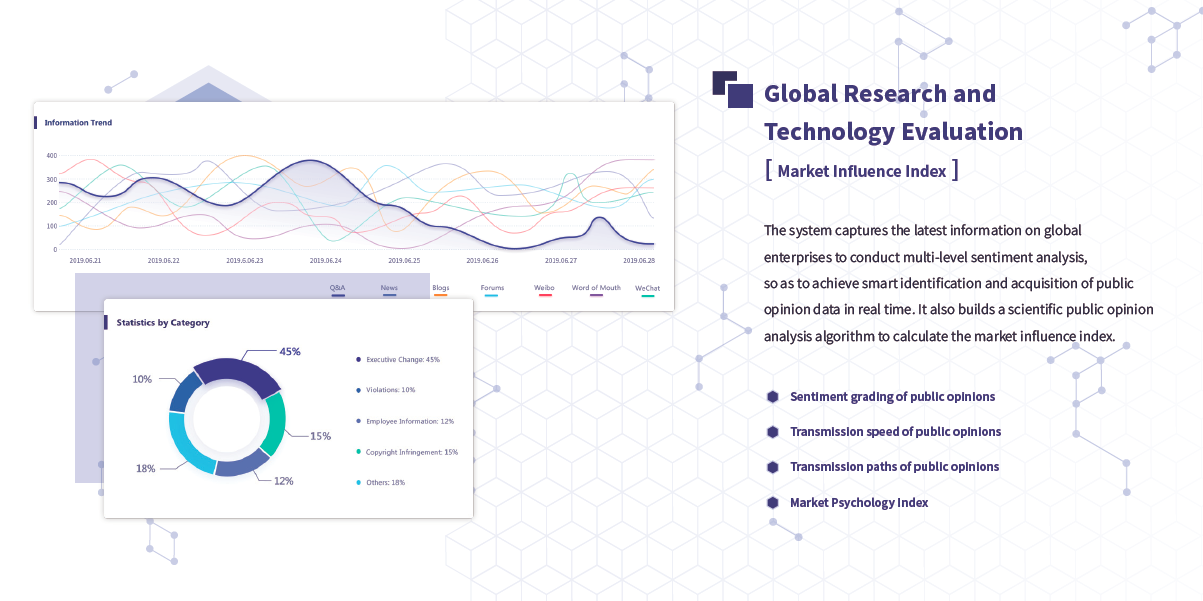 Information Trend
400
300
200
100
0
2019.06.21
2019.06.22
2019.6.06.23
2019.06.24
2019.06.25
2019.06.26
2019.06.27
2019.06.28
Q&A
News
Blogs
Forums
Weibo
Word of Mouth
WeChat
Statistics by Category
45%
10%
15%
18%
12%
Executive Change: 45%
Violations: 10%
Employee Information: 12%
Copyright Infringement: 15%
Others: 18%
Global Research and
Technology Evaluation
[ Market Influence Index ]
The system captures the latest information on global
enterprises to conduct multi-level sentiment analysis,
so as to achieve smart identification and acquisition of public
opinion data in real time. It also builds a scientific public opinion
analysis algorithm to calculate the market influence index.
Sentiment grading of public opinions
Transmission speed of public opinions
Transmission paths of public opinions
Market Psychology Index